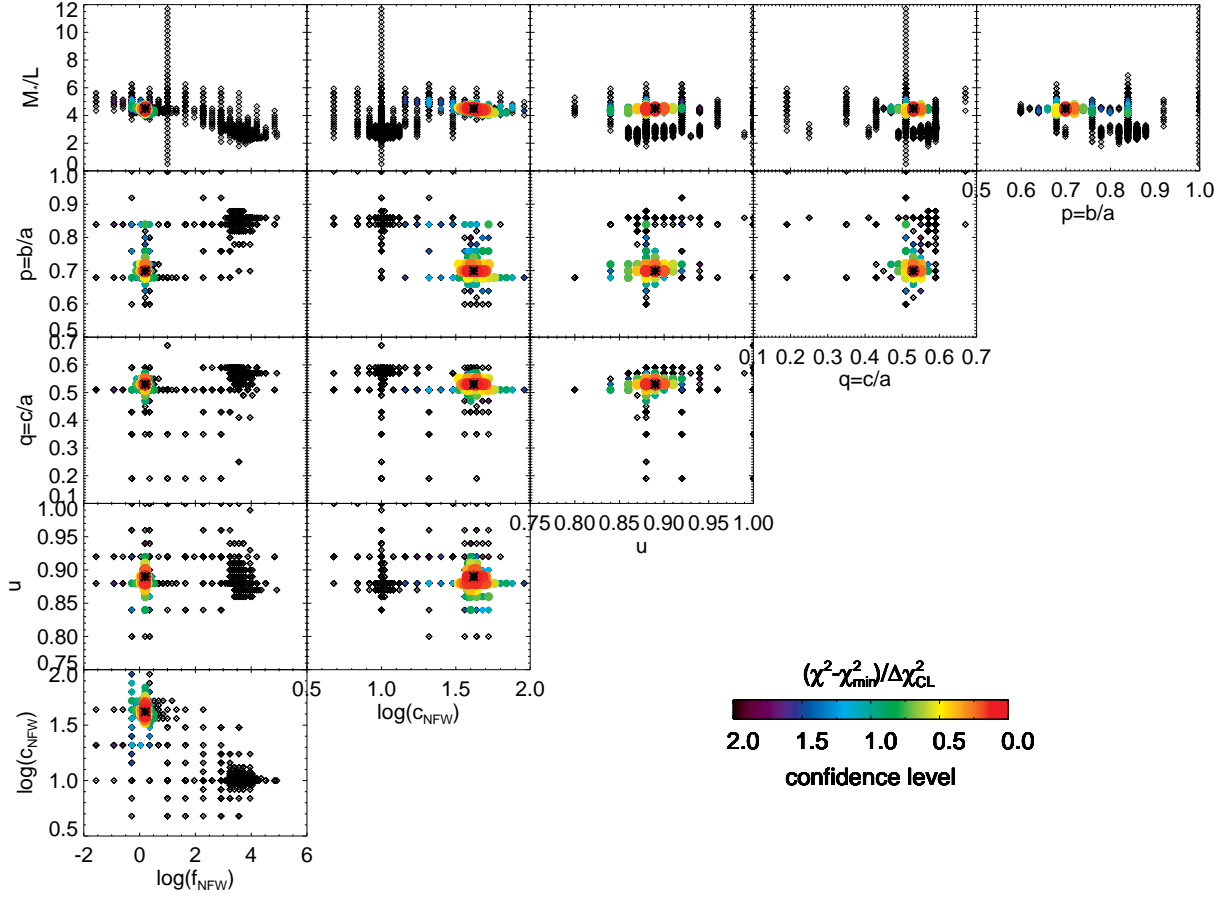 12
10
8
6
4
2
0
M*/L
1.0
0.9
0.8
0.7
0.6
0.5
p=b/a
0.5 0.6 0.7 0.8 0.9 1.0
p=b/a
0.7
0.6
0.5
0.4
0.3
0.2
0.1
q=c/a
0.1 0.2 0.3 0.4 0.5 0.6 0.7
q=c/a
1.00
0.95
0.90
0.85
0.80
0.75
u
0.75 0.80 0.85 0.90 0.95 1.00
u
2.0
1.5
1.0
0.5
log(c_NFW)
0.5 1.0 1.5 2.0
log(c_NFW)
-2 0 2 4 6
log(f_NFW)
(χ²-χ²_min)/Δχ²_CL
2.0 1.5 1.0 0.5 0.0
confidence level